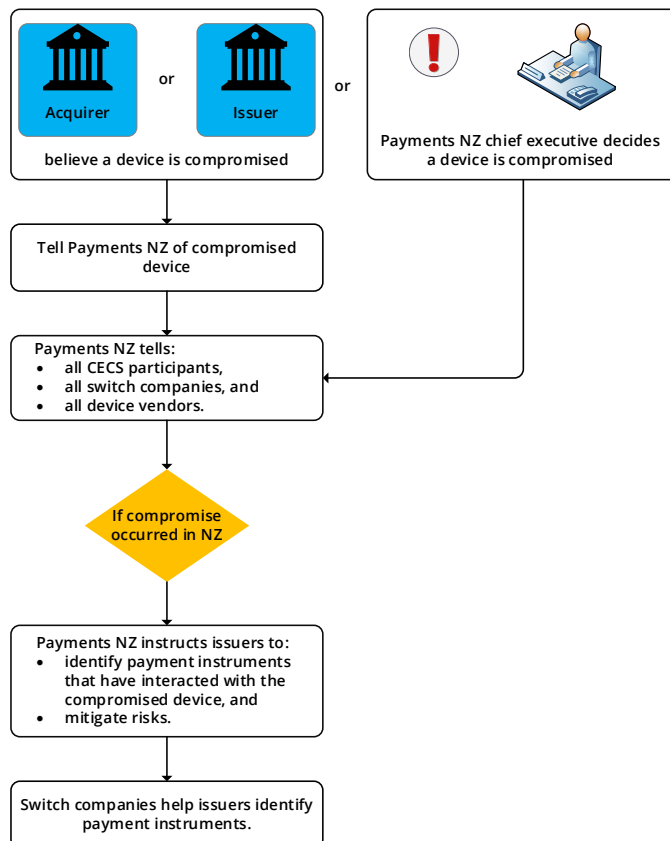 Acquirer
or
Issuer
believe a device is compromised
or
Payments NZ chief executive decides
a device is compromised
Tell Payments NZ of compromised
device
Payments NZ tells:
• all CECS participants,
• all switch companies, and
• all device vendors.
If
compromise
occurred in NZ
Payments NZ instructs issuers to:
• identify payment instruments
that have interacted with the
compromised device, and
• mitigate risks.
Switch companies help issuers identify
payment instruments.